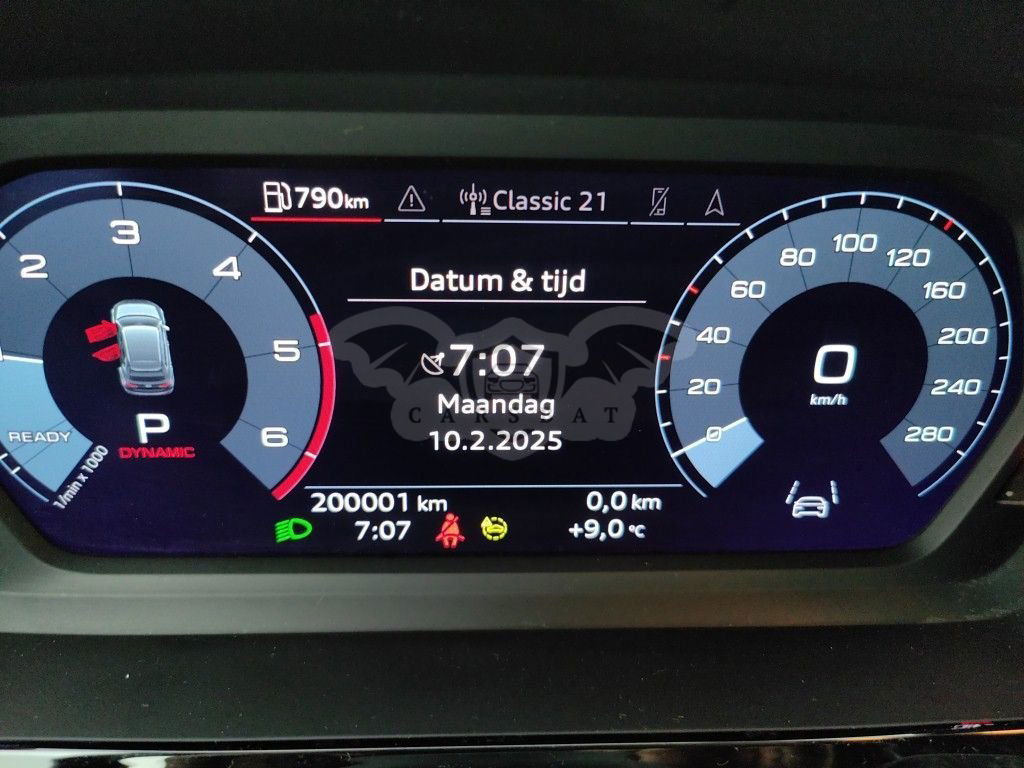 790km
Classic 21
Datum & tijd
7:07
Maandag
10.2.2025
200001 km
0,0 km
7:07
+9,0 °C
1
2
3
4
5
6
READY
1/min x 1000
P
DYNAMIC
0
20
40
60
80
100
120
160
200
240
280
0
km/h
CARSBAT